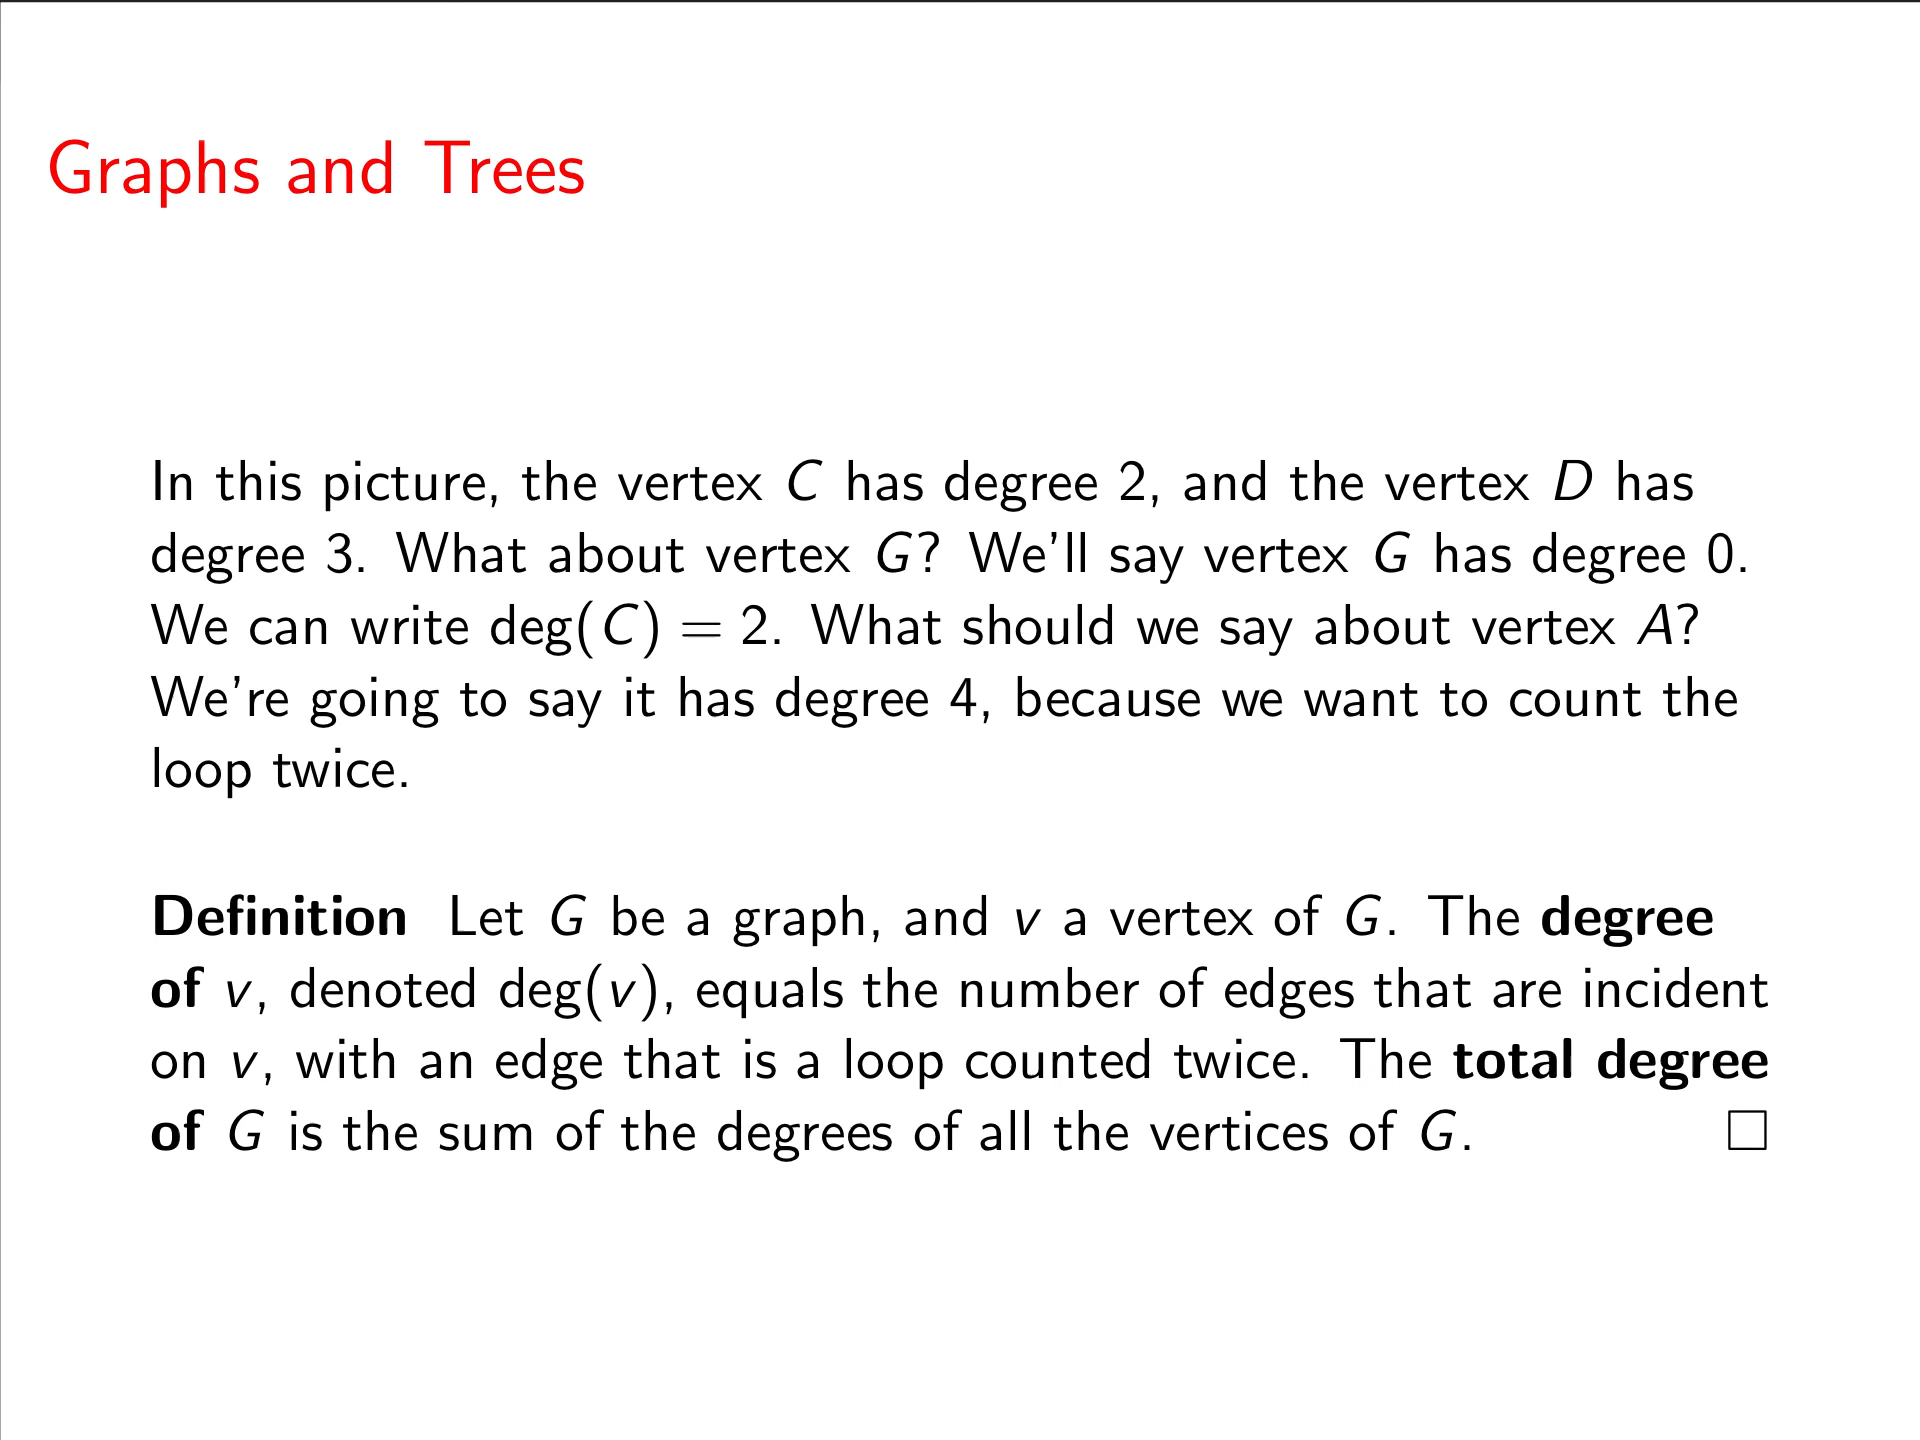 Graphs and Trees
In this picture, the vertex C has degree 2, and the vertex D has
degree 3. What about vertex G? We'll say vertex G has degree 0.
We can write deg(C) = 2. What should we say about vertex A?
We're going to say it has degree 4, because we want to count the
loop twice.
Definition Let G be a graph, and v a vertex of G. The degree
of v, denoted deg(v), equals the number of edges that are incident
on v, with an edge that is a loop counted twice. The total degree
of G is the sum of the degrees of all the vertices of G. □